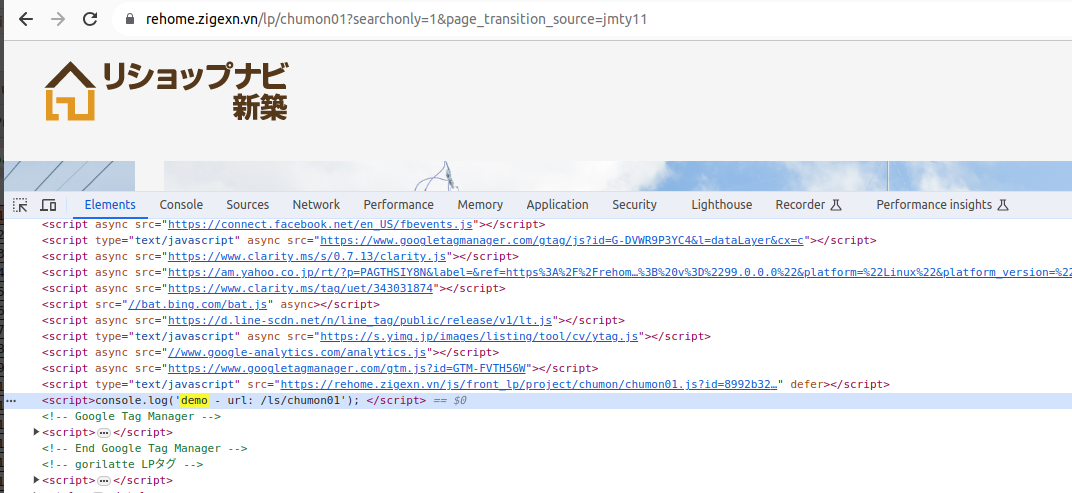 rehome.zigexn.vn/lp/chumon01?searchonly=1&page_transition_source=jmty11
リショップナビ
新築
Elements Console Sources Network Performance Memory Application Security Lighthouse Recorder Performance insights
<script async src="https://connect.facebook.net/en_US/fbevents.js"></script>
<script type="text/javascript" async src="https://www.googletagmanager.com/gtag/js?id=G-DVWR9P3YC4&l=dataLayer&cx=c"></script>
<script async src="https://www.clarity.ms/s/0.7.13/clarity.js"></script>
<script async src="https://am.yahoo.co.jp/rt/?p=PAGTHSIY8N&label=&ref=https%3A%2F%2Frehom…%3B%20v%3D%2299.0.0.0%22&platform=%22Linux%22&platform_version=%22
<script async src="https://www.clarity.ms/tag/uet/343031874"></script>
<script src="//bat.bing.com/bat.js" async></script>
<script async src="https://d.line-scdn.net/n/line_tag/public/release/v1/lt.js"></script>
<script type="text/javascript" async src="https://s.yimg.jp/images/listing/tool/cv/ytag.js"></script>
<script async src="//www.google-analytics.com/analytics.js"></script>
<script async src="https://www.googletagmanager.com/gtm.js?id=GTM-FVTH56W"></script>
<script type="text/javascript" src="https://rehome.zigexn.vn/js/front_lp/project/chumon/chumon01.js?id=8992b32…" defer></script>
<script>console.log('demo - url: /ls/chumon01'); </script> == $0
<!-- Google Tag Manager -->
<script>…</script>
<!-- End Google Tag Manager -->
<!-- gorilatte LPタグ -->
<script>…</script>